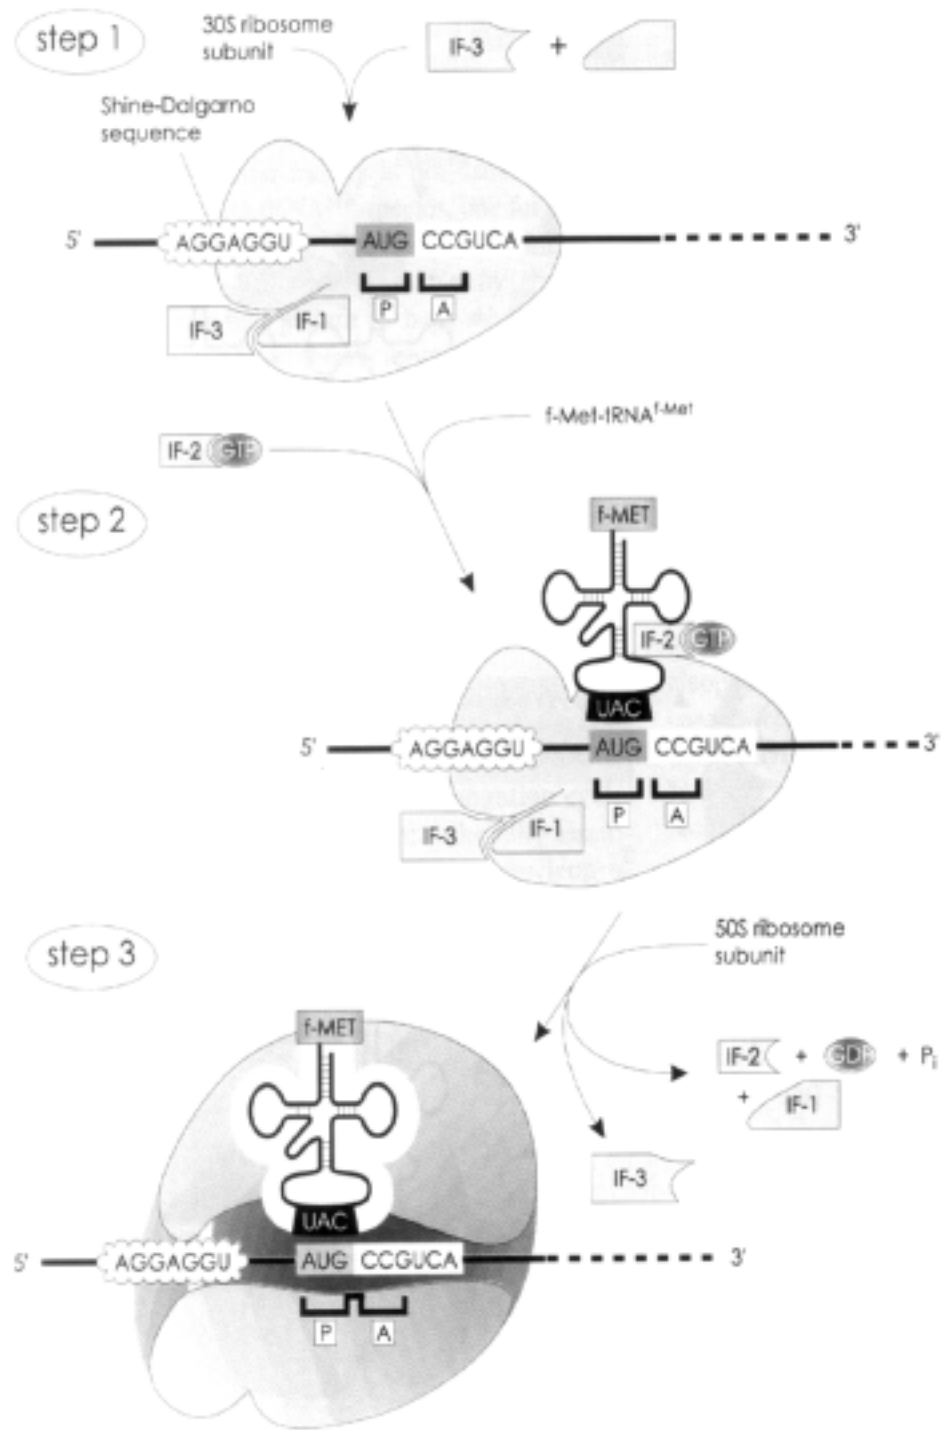 step 1
30S ribosome
subunit
IF-3 +
Shine-Dalgarno
sequence
5' AGGAGGU AUG CCGUCA 3'
P A
IF-3 IF-1
f-Met-tRNAf-Met
IF-2 GTP
step 2
f-MET
IF-2 GTP
UAC
5' AGGAGGU AUG CCGUCA 3'
P A
IF-3 IF-1
step 3
50S ribosome
subunit
f-MET
IF-2 + GDP + Pi
+ IF-1
IF-3
UAC
5' AGGAGGU AUG CCGUCA 3'
P A